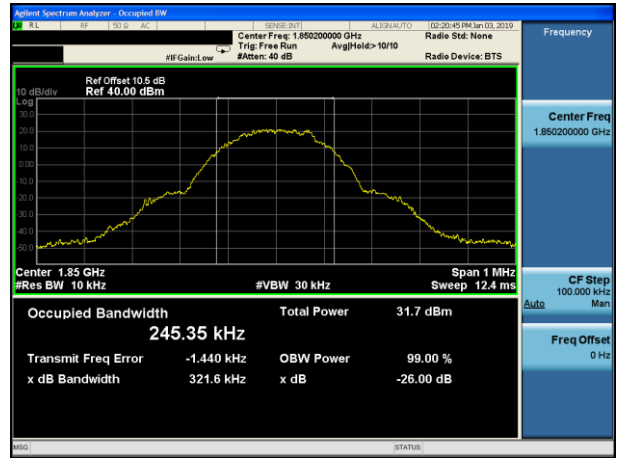 Agilent Spectrum Analyzer - Occupied BW
RL RF 50 Ω AC SENSE:INT ALIGNAUTO 02:20:45 PM Jan 03, 2019
Center Freq: 1.850200000 GHz Radio Std: None
Trig: Free Run Avg|Hold:> 10/10
#IFGain:Low #Atten: 40 dB Radio Device: BTS
Frequency
Ref Offset 10.5 dB
10 dB/div Ref 40.00 dBm
Log
30.0
20.0
10.0
0.00
-10.0
-20.0
-30.0
-40.0
-50.0
Center 1.85 GHz Span 1 MHz
#Res BW 10 kHz #VBW 30 kHz Sweep 12.4 ms
Occupied Bandwidth Total Power 31.7 dBm
245.35 kHz
Transmit Freq Error -1.440 kHz OBW Power 99.00 %
x dB Bandwidth 321.6 kHz x dB -26.00 dB
Center Freq
1.850200000 GHz
CF Step
100.000 kHz
Auto Man
Freq Offset
0 Hz
MSG STATUS